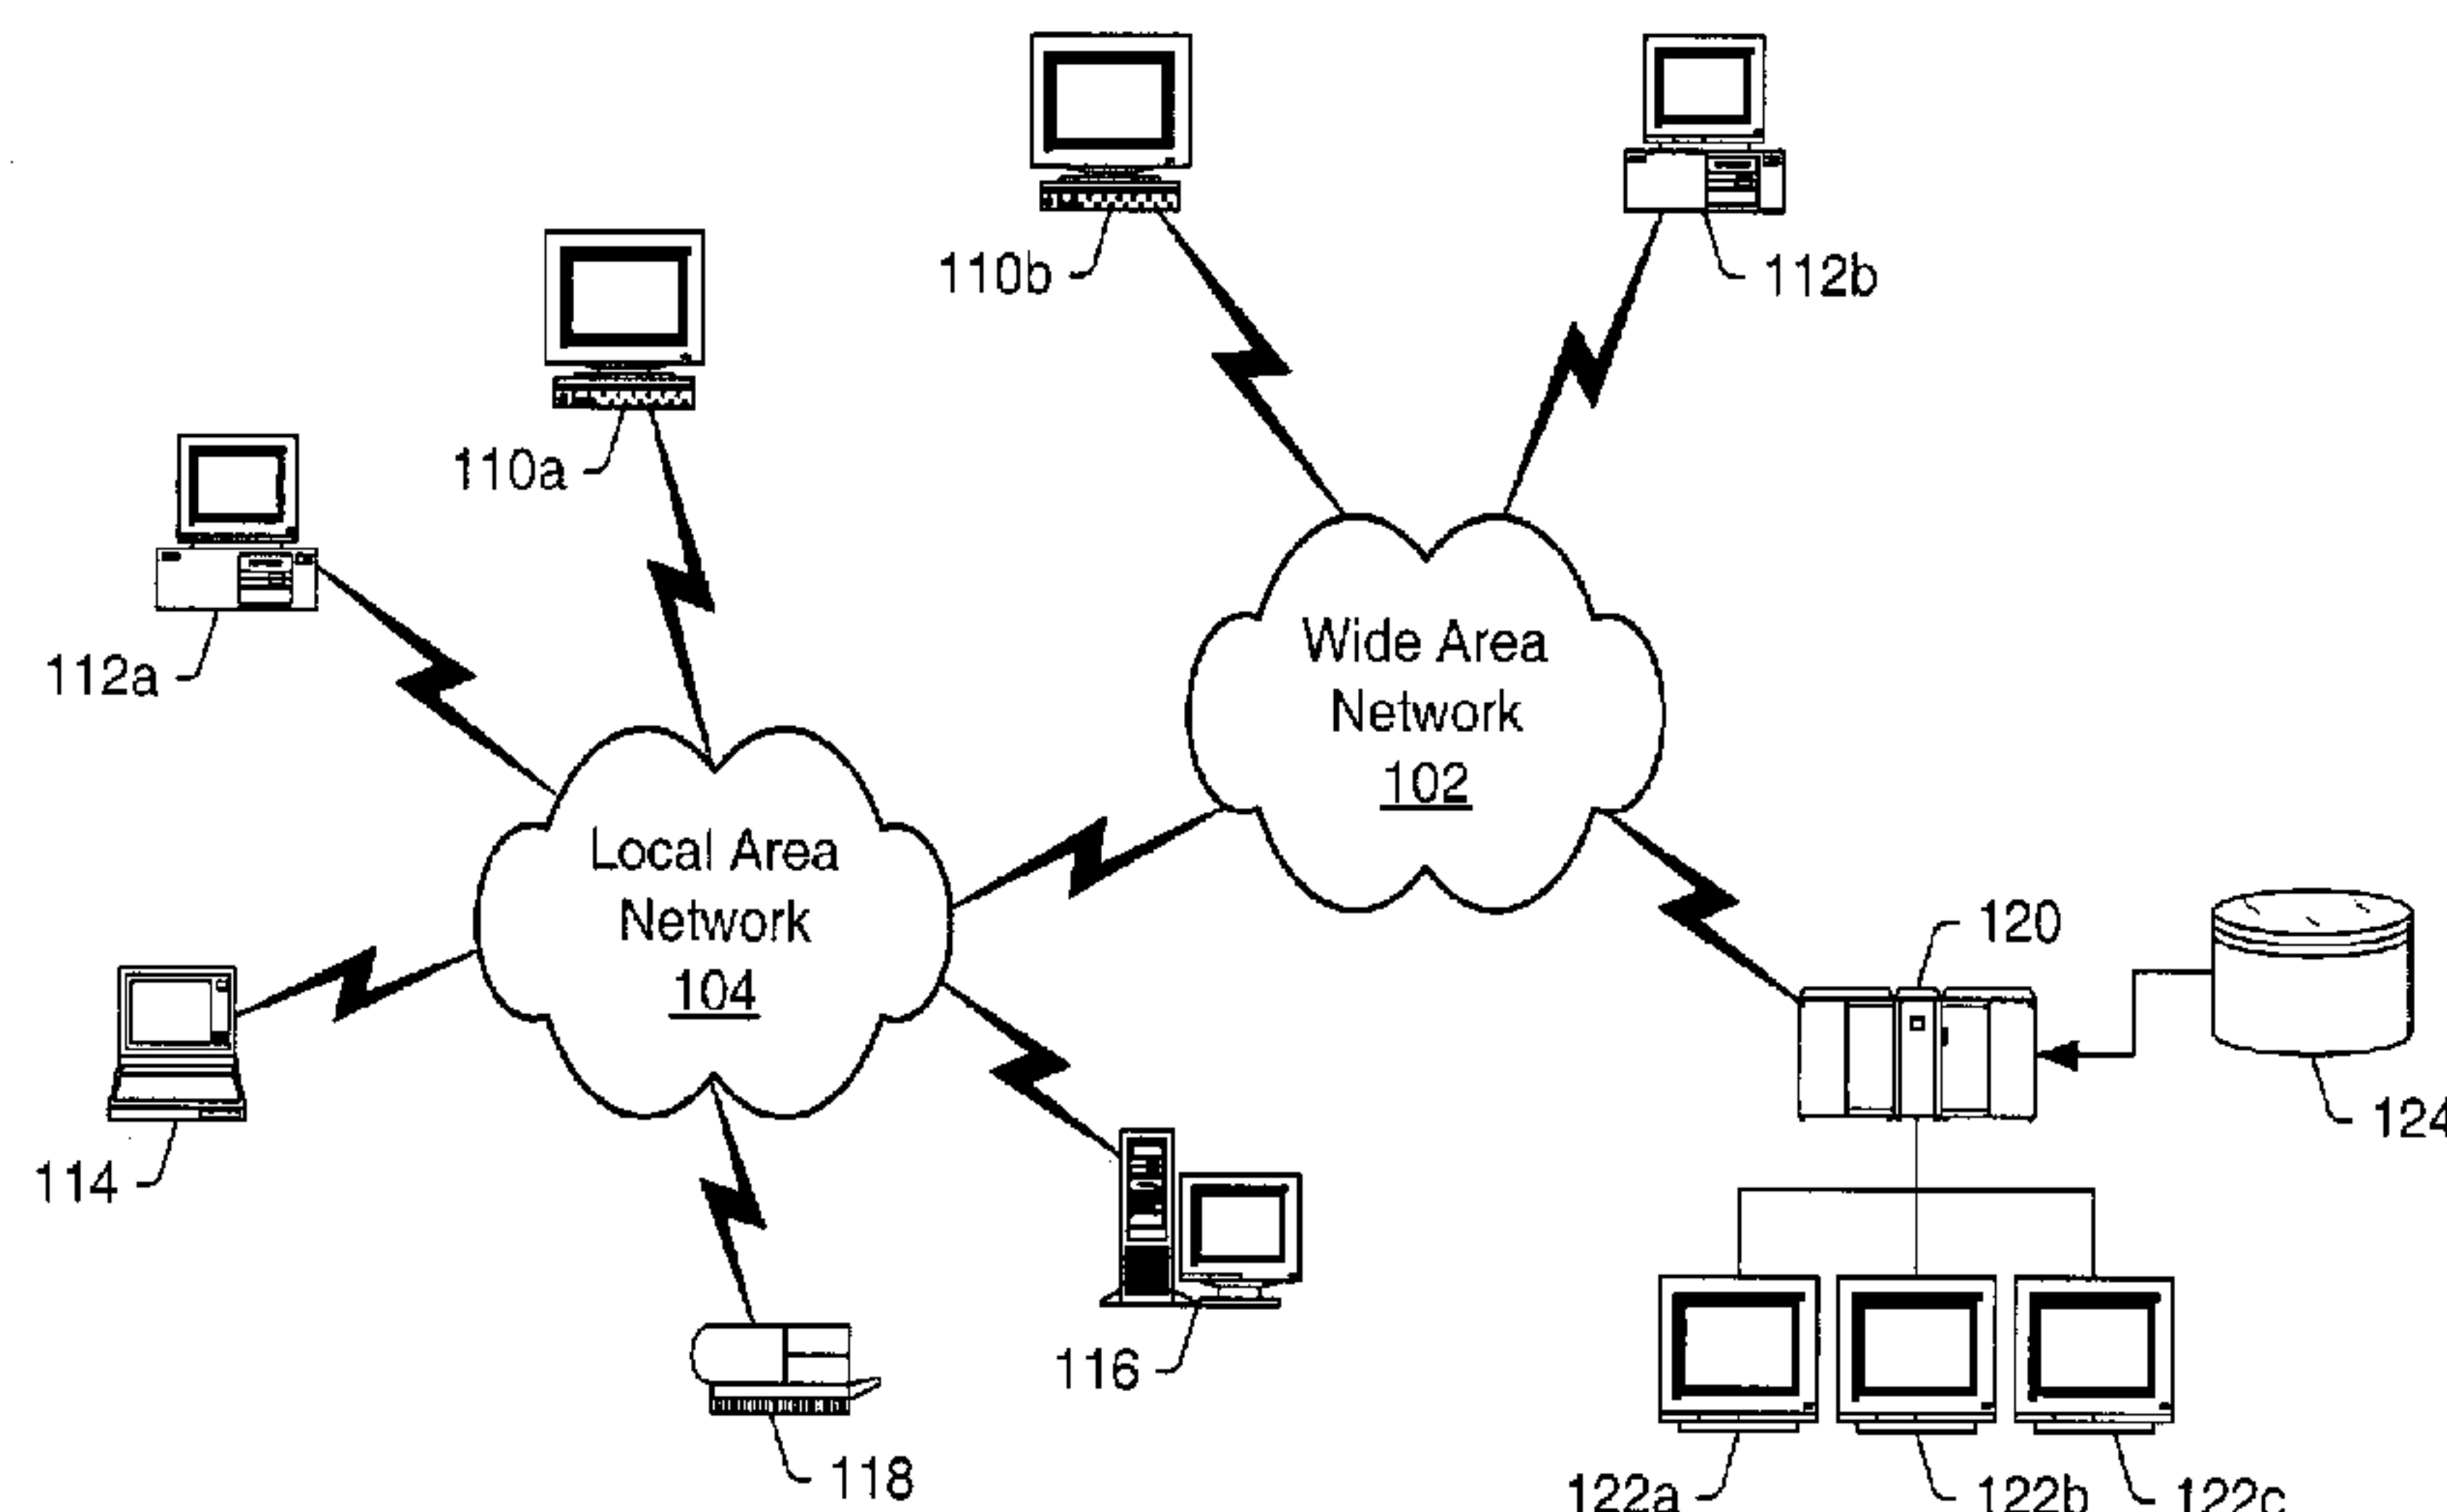 110b
112b
110a
112a
Wide Area
Network
102
Local Area
Network
104
120
124
114
116
118
122a
122b
122c